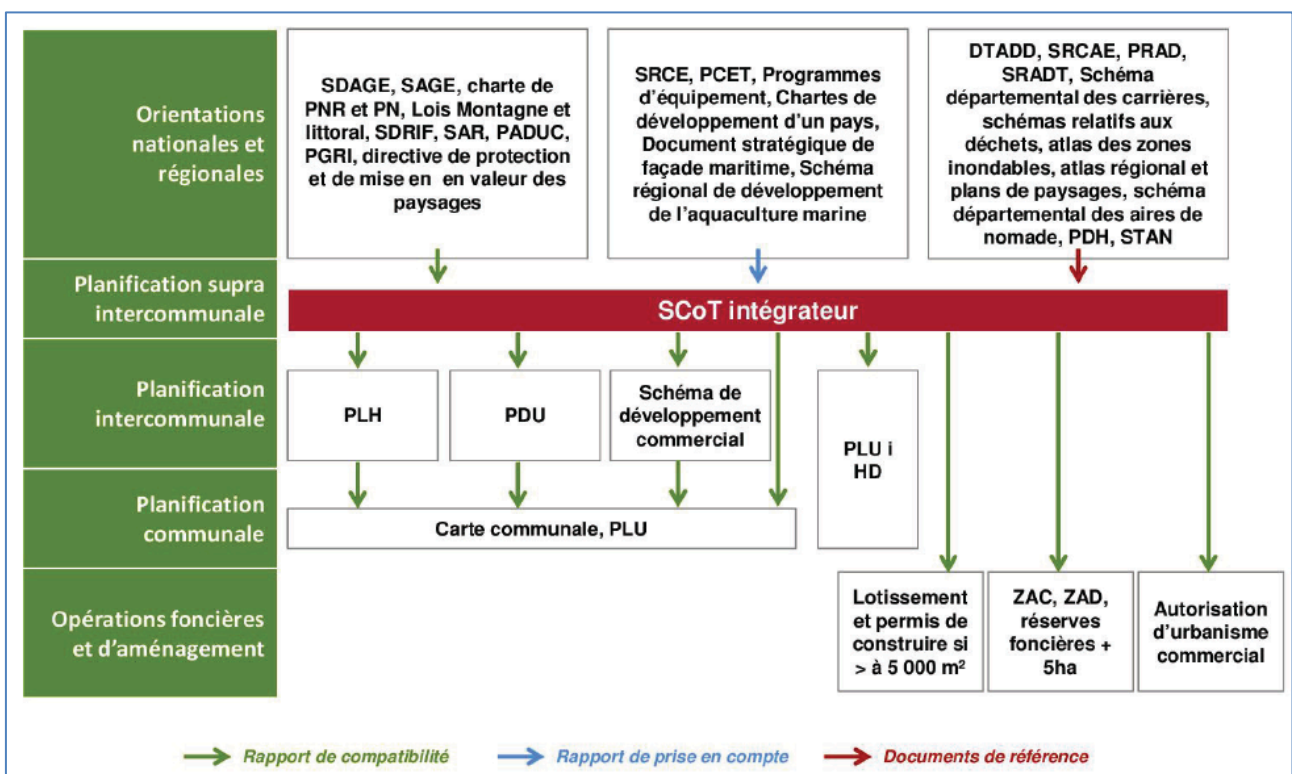 Orientations
nationales et
régionales
SDAGE, SAGE, charte de
PNR et PN, Lois Montagne et
littoral, SDRIF, SAR, PADUC,
PGRI, directive de protection
et de mise en en valeur des
paysages
SRCE, PCET, Programmes
d'équipement, Chartes de
développement d'un pays,
Document stratégique de
façade maritime, Schéma
régional de développement
de l'aquaculture marine
DTADD, SRCAE, PRAD,
SRADT, Schéma
départemental des carrières,
schémas relatifs aux
déchets, atlas des zones
inondables, atlas régional et
plans de paysages, schéma
départemental des aires de
nomade, PDH, STAN
Planification supra
intercommunale
SCoT intégrateur
Planification
intercommunale
PLH
PDU
Schéma de
développement
commercial
PLU i
HD
Planification
communale
Carte communale, PLU
Opérations foncières
et d'aménagement
Lotissement
et permis de
construire si
> à 5 000 m²
ZAC, ZAD,
réserves
foncières +
5ha
Autorisation
d'urbanisme
commercial
Rapport de compatibilité
Rapport de prise en compte
Documents de référence